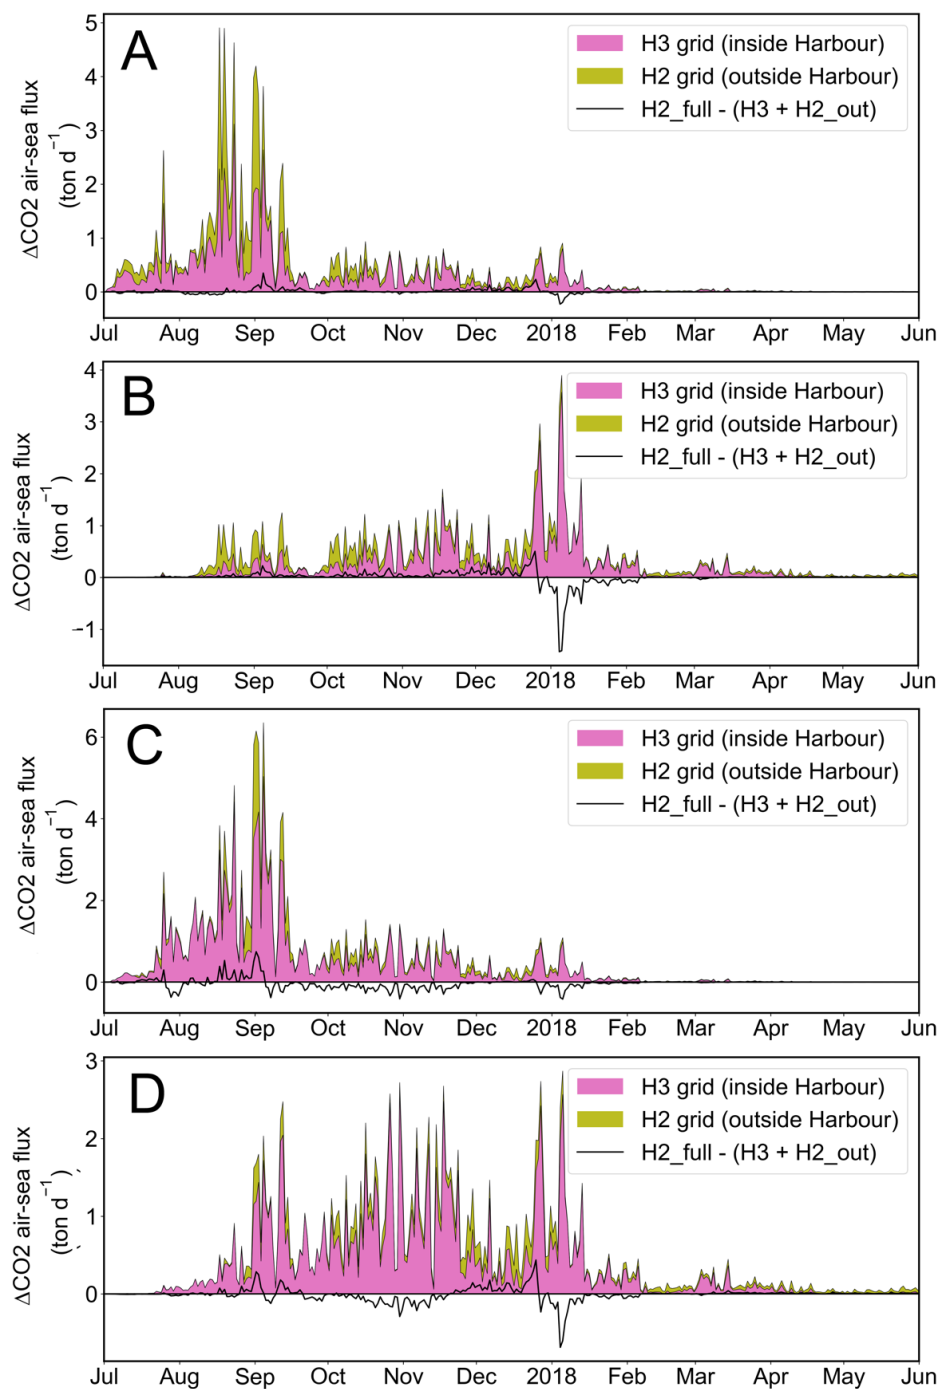 A
ΔCO2 air-sea flux
(ton d⁻¹)
5
4
3
2
1
0
H3 grid (inside Harbour)
H2 grid (outside Harbour)
H2_full - (H3 + H2_out)
Jul Aug Sep Oct Nov Dec 2018 Feb Mar Apr May Jun
B
ΔCO2 air-sea flux
(ton d⁻¹)
4
3
2
1
0
−1
H3 grid (inside Harbour)
H2 grid (outside Harbour)
H2_full - (H3 + H2_out)
Jul Aug Sep Oct Nov Dec 2018 Feb Mar Apr May Jun
C
ΔCO2 air-sea flux
(ton d⁻¹)
6
4
2
0
H3 grid (inside Harbour)
H2 grid (outside Harbour)
H2_full - (H3 + H2_out)
Jul Aug Sep Oct Nov Dec 2018 Feb Mar Apr May Jun
D
ΔCO2 air-sea flux
(ton d⁻¹)
3
2
1
0
H3 grid (inside Harbour)
H2 grid (outside Harbour)
H2_full - (H3 + H2_out)
Jul Aug Sep Oct Nov Dec 2018 Feb Mar Apr May Jun